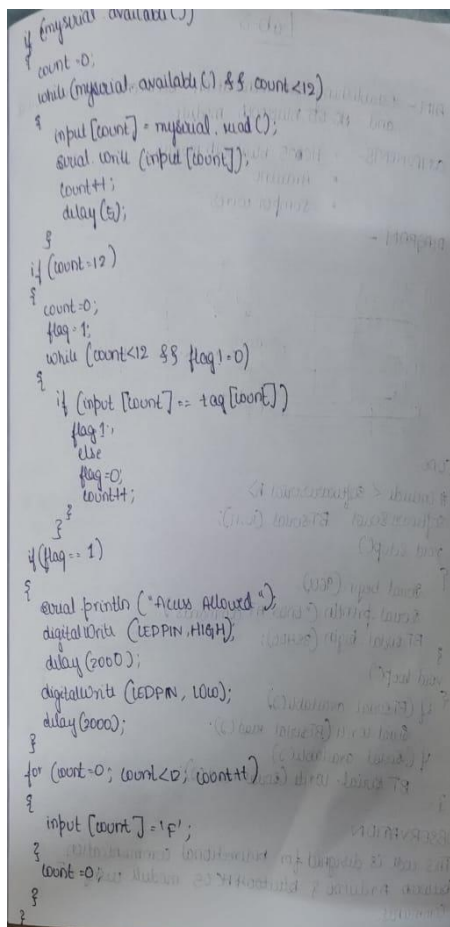 if (myserial available())
{
count=0;
while (myserial available() && count<12)
{
input [count] = myserial. read ();
serial. write (input [count]);
count++;
delay (5);
}
if (count=12)
{
count=0;
flag=1;
while (count<12 && flag!=0)
{
if (input [count] == tag [count])
flag 1;
else
flag=0;
count++;
}
}
if (flag == 1)
{
serial println ("Access Allowed");
digitalWrite (LEDPIN, HIGH);
delay (2000);
digitalWrite (LEDPIN, LOW);
delay (2000);
}
for (count=0; count<12; count++)
{
input [count] = 'F';
}
count=0;
}
}